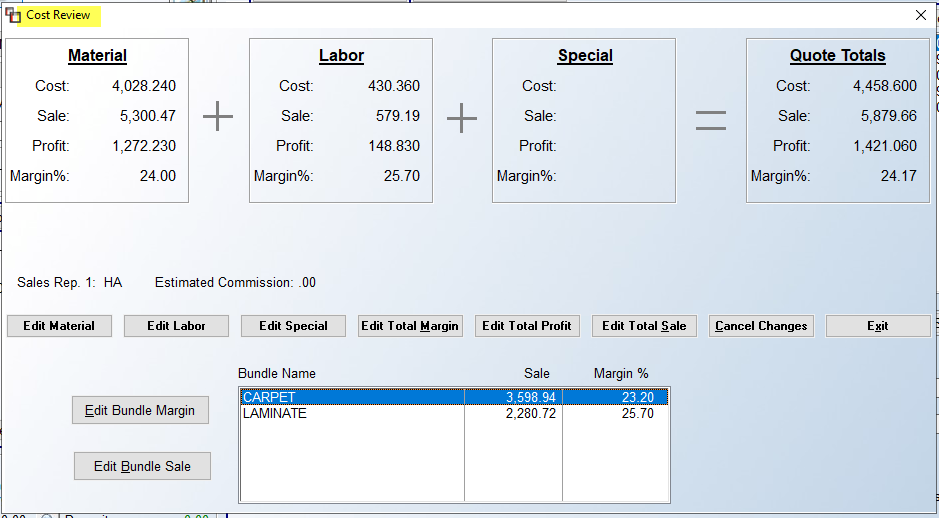 Cost Review
Material Labor Special Quote Totals
Cost: 4,028.240 Cost: 430.360 Cost: Cost: 4,458.600
Sale: 5,300.47 Sale: 579.19 Sale: Sale: 5,879.66
Profit: 1,272.230 Profit: 148.830 Profit: Profit: 1,421.060
Margin%: 24.00 Margin%: 25.70 Margin%: Margin%: 24.17
Sales Rep. 1: HA Estimated Commission: .00
Edit Material Edit Labor Edit Special Edit Total Margin Edit Total Profit Edit Total Sale Cancel Changes Exit
Bundle Name Sale Margin %
CARPET 3,598.94 23.20
LAMINATE 2,280.72 25.70
Edit Bundle Margin
Edit Bundle Sale